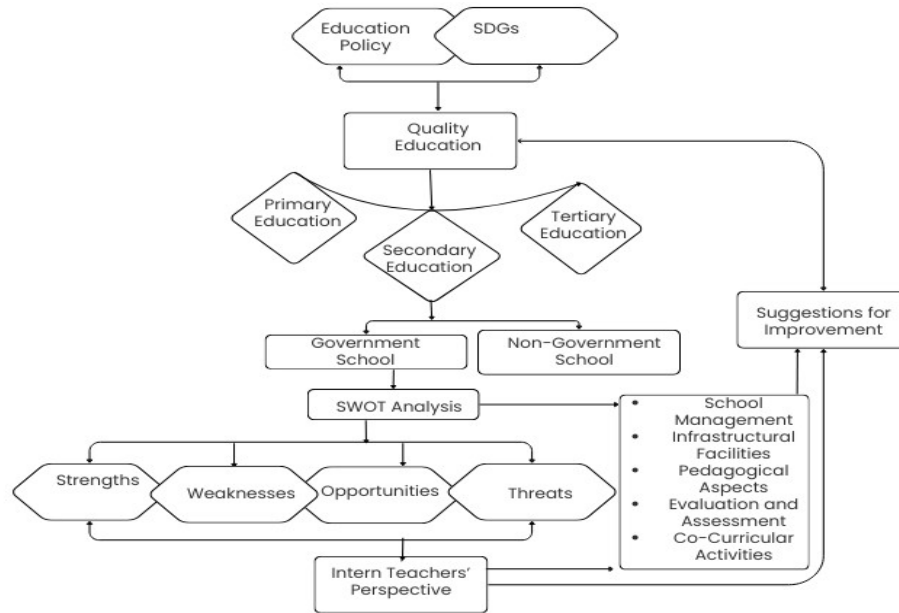 Education
Policy
SDGs
Quality
Education
Primary
Education
Secondary
Education
Tertiary
Education
Government
School
Non-Government
School
Suggestions for
Improvement
SWOT Analysis
• School
Management
• Infrastructural
Facilities
• Pedagogical
Aspects
• Evaluation and
Assessment
• Co-Curricular
Activities
Strengths
Weaknesses
Opportunities
Threats
Intern Teachers'
Perspective